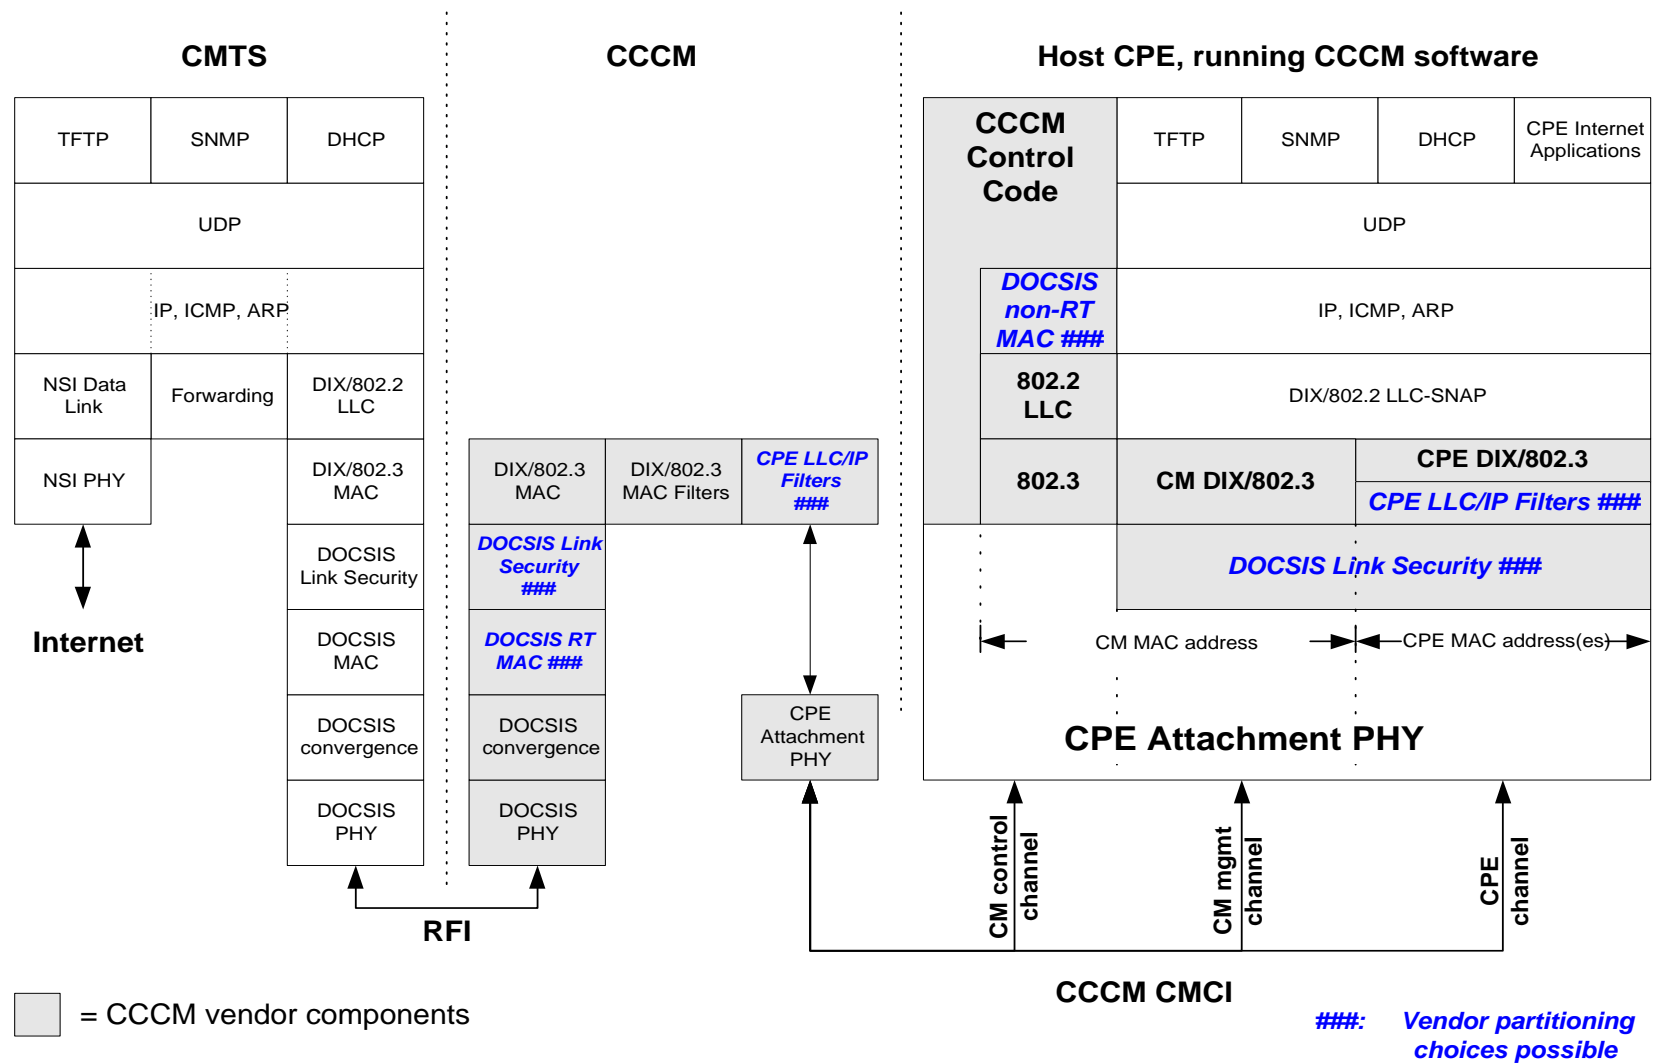 CMTS
CCCM
Host CPE, running CCCM software
TFTP
SNMP
DHCP
UDP
IP, ICMP, ARP
NSI Data
Link
Forwarding
DIX/802.2
LLC
NSI PHY
DIX/802.3
MAC
DOCSIS
Link Security
DOCSIS
MAC
DOCSIS
convergence
DOCSIS
PHY
Internet
DIX/802.3
MAC
DIX/802.3
MAC Filters
CPE LLC/IP
Filters
###
DOCSIS Link
Security
###
DOCSIS RT
MAC ###
DOCSIS
convergence
DOCSIS
PHY
CPE
Attachment
PHY
RFI
CCCM
Control
Code
TFTP
SNMP
DHCP
CPE Internet
Applications
UDP
DOCSIS
non-RT
MAC ###
IP, ICMP, ARP
802.2
LLC
DIX/802.2 LLC-SNAP
802.3
CM DIX/802.3
CPE DIX/802.3
CPE LLC/IP Filters ###
DOCSIS Link Security ###
CM MAC address
CPE MAC address(es)
CPE Attachment PHY
CM control
channel
CM mgmt
channel
CPE
channel
CCCM CMCI
= CCCM vendor components
###: Vendor partitioning
choices possible